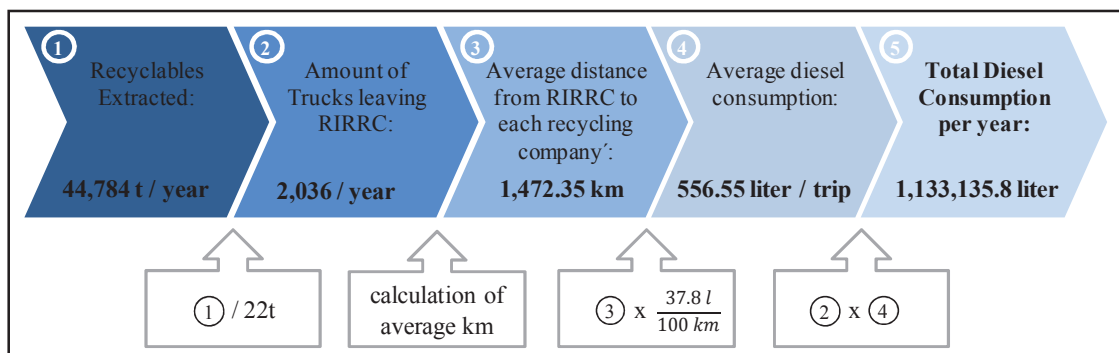 1
Recyclables
Extracted:
44,784 t / year
2
Amount of
Trucks leaving
RIRRC:
2,036 / year
3
Average distance
from RIRRC to
each recycling
company´:
1,472.35 km
4
Average diesel
consumption:
556.55 liter / trip
5
Total Diesel
Consumption
per year:
1,133,135.8 liter
1 / 22t
calculation of
average km
3 x 37.8 l / 100 km
2 x 4